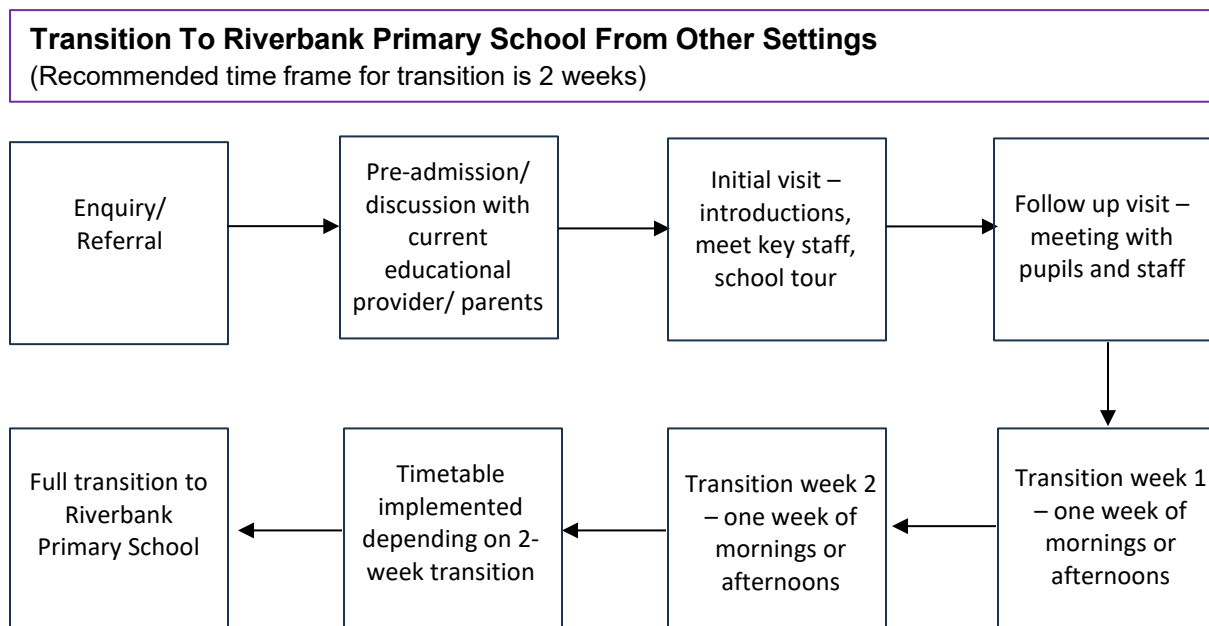 Transition To Riverbank Primary School From Other Settings
(Recommended time frame for transition is 2 weeks)
Enquiry/
Referral
Pre-admission/
discussion with
current
educational
provider/ parents
Initial visit –
introductions,
meet key staff,
school tour
Follow up visit –
meeting with
pupils and staff
Transition week 1
– one week of
mornings or
afternoons
Transition week 2
– one week of
mornings or
afternoons
Timetable
implemented
depending on 2-
week transition
Full transition to
Riverbank
Primary School